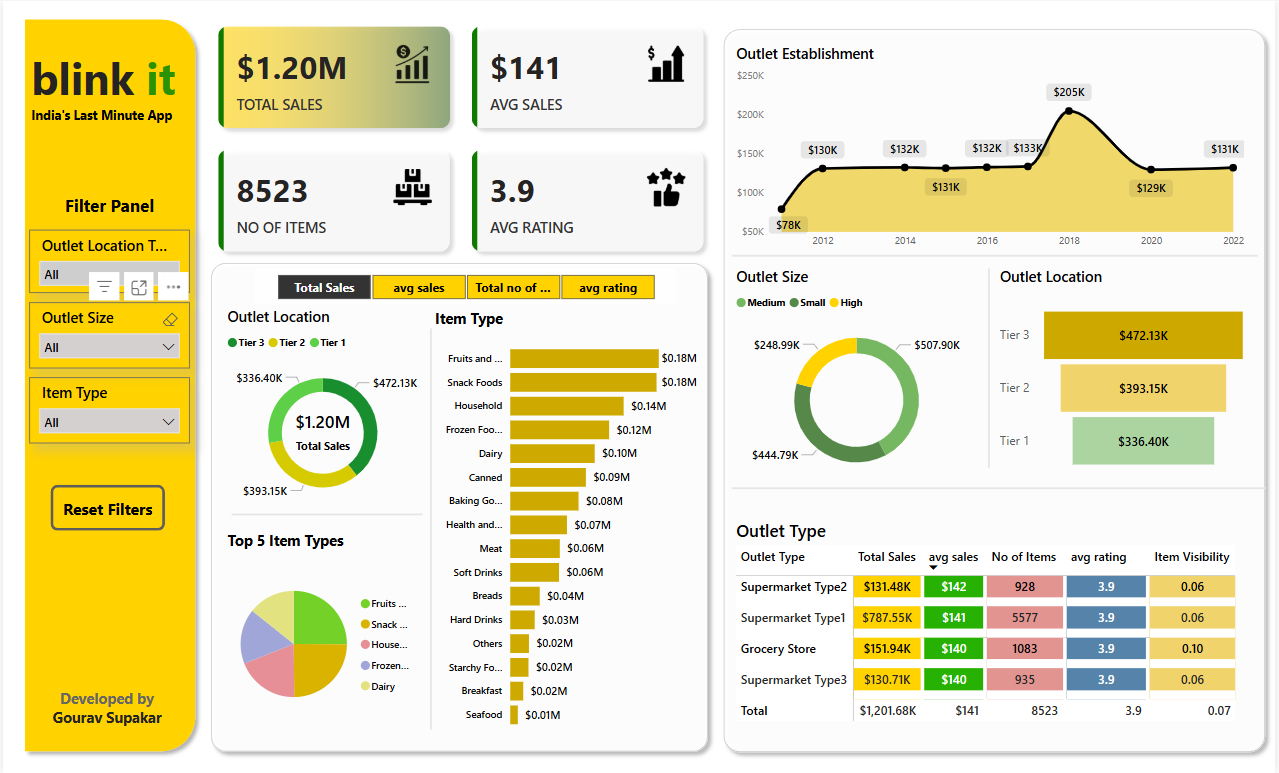 blink it
India's Last Minute App
Filter Panel
Outlet Location T...
All
Outlet Size
All
Item Type
All
Reset Filters
Developed by
Gourav Supakar
$1.20M
TOTAL SALES
$141
AVG SALES
8523
NO OF ITEMS
3.9
AVG RATING
Total Sales avg sales Total no of ... avg rating
Outlet Location
Tier 3 Tier 2 Tier 1
$336.40K
$472.13K
$1.20M
Total Sales
$393.15K
Top 5 Item Types
Fruits ...
Snack ...
House...
Frozen...
Dairy
Item Type
Fruits and ... $0.18M
Snack Foods $0.18M
Household $0.14M
Frozen Foo... $0.12M
Dairy $0.10M
Canned $0.09M
Baking Go... $0.08M
Health and... $0.07M
Meat $0.06M
Soft Drinks $0.06M
Breads $0.04M
Hard Drinks $0.03M
Others $0.02M
Starchy Fo... $0.02M
Breakfast $0.02M
Seafood $0.01M
Outlet Establishment
$250K
$200K
$150K
$100K
$50K
$78K
$130K
$132K
$131K
$132K
$133K
$205K
$129K
$131K
2012 2014 2016 2018 2020 2022
Outlet Size
Medium Small High
$248.99K
$507.90K
$444.79K
Outlet Location
Tier 3 $472.13K
Tier 2 $393.15K
Tier 1 $336.40K
Outlet Type
Outlet Type Total Sales avg sales No of Items avg rating Item Visibility
Supermarket Type2 $131.48K $142 928 3.9 0.06
Supermarket Type1 $787.55K $141 5577 3.9 0.06
Grocery Store $151.94K $140 1083 3.9 0.10
Supermarket Type3 $130.71K $140 935 3.9 0.06
Total $1,201.68K $141 8523 3.9 0.07